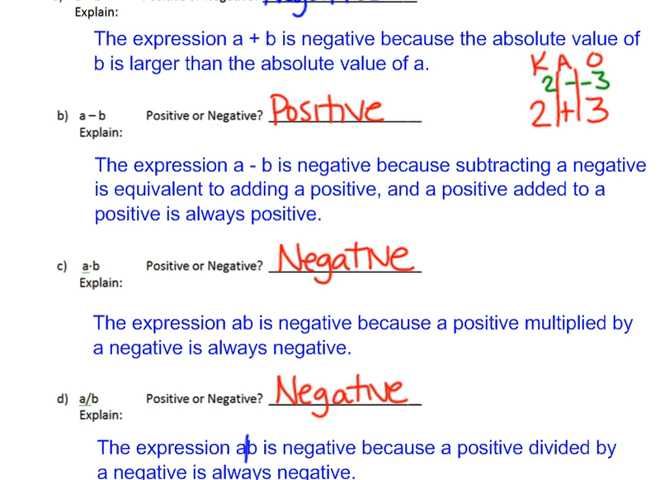 Explain:
The expression a + b is negative because the absolute value of
b is larger than the absolute value of a.
K A O
2 - -3
2 + 3
b) a – b Positive or Negative? Positive
Explain:
The expression a - b is negative because subtracting a negative
is equivalent to adding a positive, and a positive added to a
positive is always positive.
c) a·b Positive or Negative? Negative
Explain:
The expression ab is negative because a positive multiplied by
a negative is always negative.
d) a/b Positive or Negative? Negative
Explain:
The expression a/b is negative because a positive divided by
a negative is always negative.